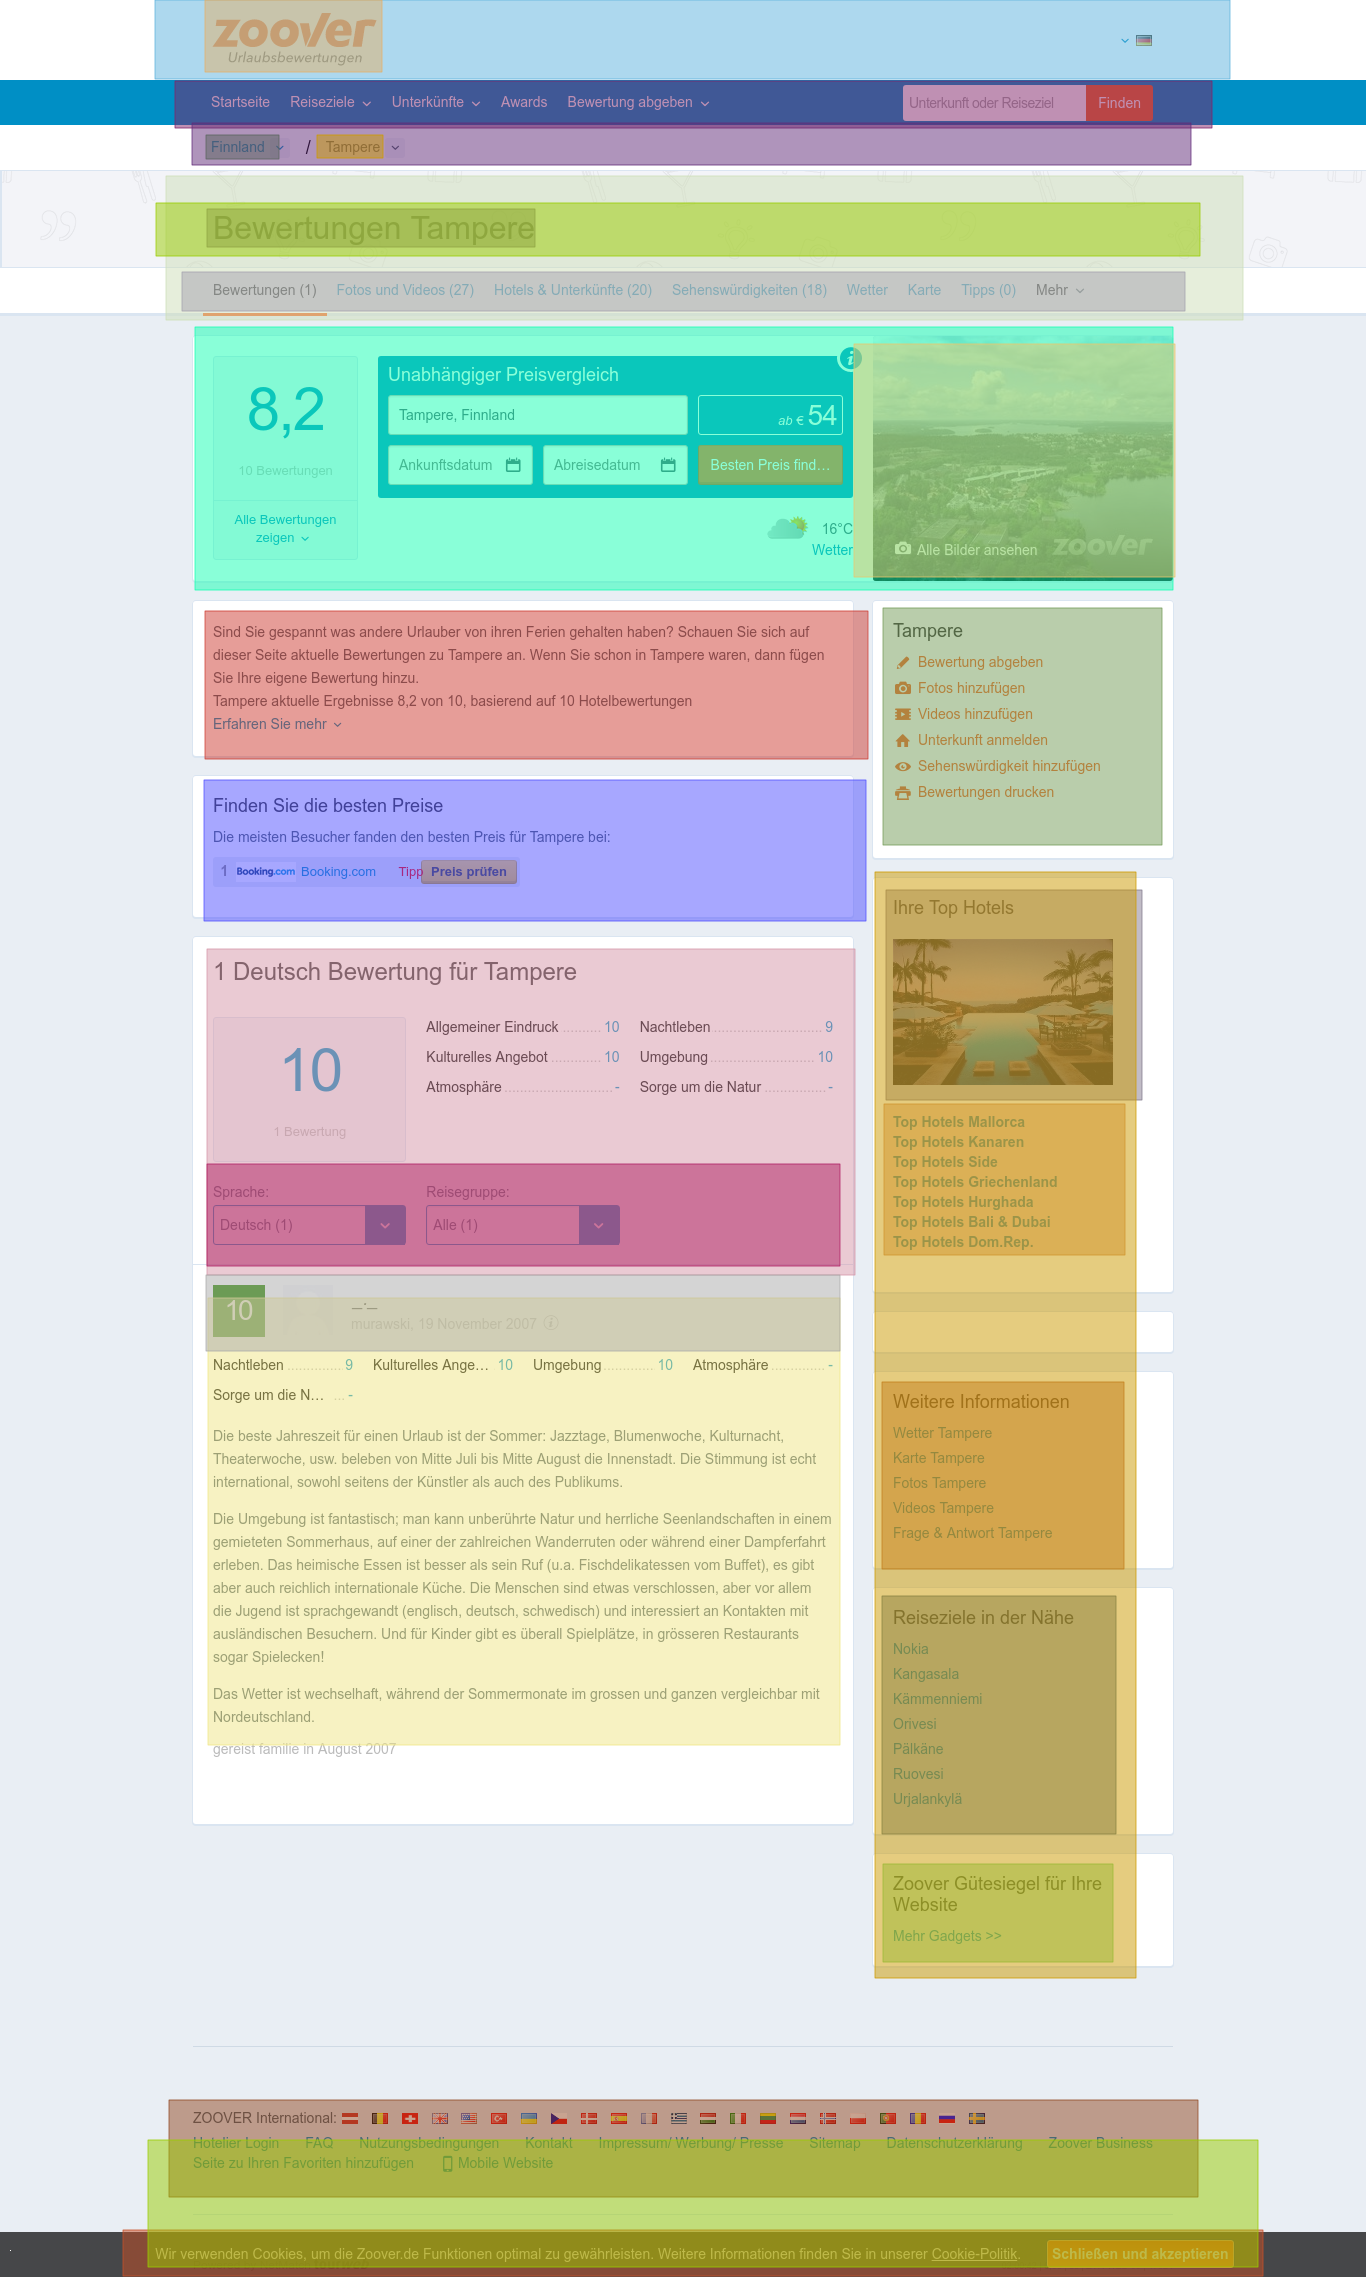 zoover
Urlaubsbewertungen
Startseite Reiseziele Unterkünfte Awards Bewertung abgeben Unterkunft oder Reiseziel Finden
Finnland / Tampere
Bewertungen Tampere
Bewertungen (1) Fotos und Videos (27) Hotels & Unterkünfte (20) Sehenswürdigkeiten (18) Wetter Karte Tipps (0) Mehr
8,2
10 Bewertungen
Alle Bewertungen
zeigen
Unabhängiger Preisvergleich
Tampere, Finnland
ab € 54
Ankunftsdatum Abreisedatum Besten Preis find…
16°C
Wetter
Alle Bilder ansehen zoover
Sind Sie gespannt was andere Urlauber von ihren Ferien gehalten haben? Schauen Sie sich auf
dieser Seite aktuelle Bewertungen zu Tampere an. Wenn Sie schon in Tampere waren, dann fügen
Sie Ihre eigene Bewertung hinzu.
Tampere aktuelle Ergebnisse 8,2 von 10, basierend auf 10 Hotelbewertungen
Erfahren Sie mehr
Finden Sie die besten Preise
Die meisten Besucher fanden den besten Preis für Tampere bei:
1 Booking.com Booking.com Tipp Preis prüfen
1 Deutsch Bewertung für Tampere
10
1 Bewertung
Allgemeiner Eindruck 10 Nachtleben 9
Kulturelles Angebot 10 Umgebung 10
Atmosphäre - Sorge um die Natur -
Sprache: Reisegruppe:
Deutsch (1) Alle (1)
10
_._
murawski, 19 November 2007
Nachtleben 9 Kulturelles Ange… 10 Umgebung 10 Atmosphäre -
Sorge um die N… -
Die beste Jahreszeit für einen Urlaub ist der Sommer: Jazztage, Blumenwoche, Kulturnacht,
Theaterwoche, usw. beleben von Mitte Juli bis Mitte August die Innenstadt. Die Stimmung ist echt
international, sowohl seitens der Künstler als auch des Publikums.
Die Umgebung ist fantastisch; man kann unberührte Natur und herrliche Seenlandschaften in einem
gemieteten Sommerhaus, auf einer der zahlreichen Wanderruten oder während einer Dampferfahrt
erleben. Das heimische Essen ist besser als sein Ruf (u.a. Fischdelikatessen vom Buffet), es gibt
aber auch reichlich internationale Küche. Die Menschen sind etwas verschlossen, aber vor allem
die Jugend ist sprachgewandt (englisch, deutsch, schwedisch) und interessiert an Kontakten mit
ausländischen Besuchern. Und für Kinder gibt es überall Spielplätze, in grösseren Restaurants
sogar Spielecken!
Das Wetter ist wechselhaft, während der Sommermonate im grossen und ganzen vergleichbar mit
Nordeutschland.
gereist familie in August 2007
Tampere
Bewertung abgeben
Fotos hinzufügen
Videos hinzufügen
Unterkunft anmelden
Sehenswürdigkeit hinzufügen
Bewertungen drucken
Ihre Top Hotels
Top Hotels Mallorca
Top Hotels Kanaren
Top Hotels Side
Top Hotels Griechenland
Top Hotels Hurghada
Top Hotels Bali & Dubai
Top Hotels Dom.Rep.
Weitere Informationen
Wetter Tampere
Karte Tampere
Fotos Tampere
Videos Tampere
Frage & Antwort Tampere
Reiseziele in der Nähe
Nokia
Kangasala
Kämmenniemi
Orivesi
Pälkäne
Ruovesi
Urjalankylä
Zoover Gütesiegel für Ihre
Website
Mehr Gadgets >>
ZOOVER International:
Hotelier Login FAQ Nutzungsbedingungen Kontakt Impressum/ Werbung/ Presse Sitemap Datenschutzerklärung Zoover Business
Seite zu Ihren Favoriten hinzufügen Mobile Website
Wir verwenden Cookies, um die Zoover.de Funktionen optimal zu gewährleisten. Weitere Informationen finden Sie in unserer Cookie-Politik. Schließen und akzeptieren